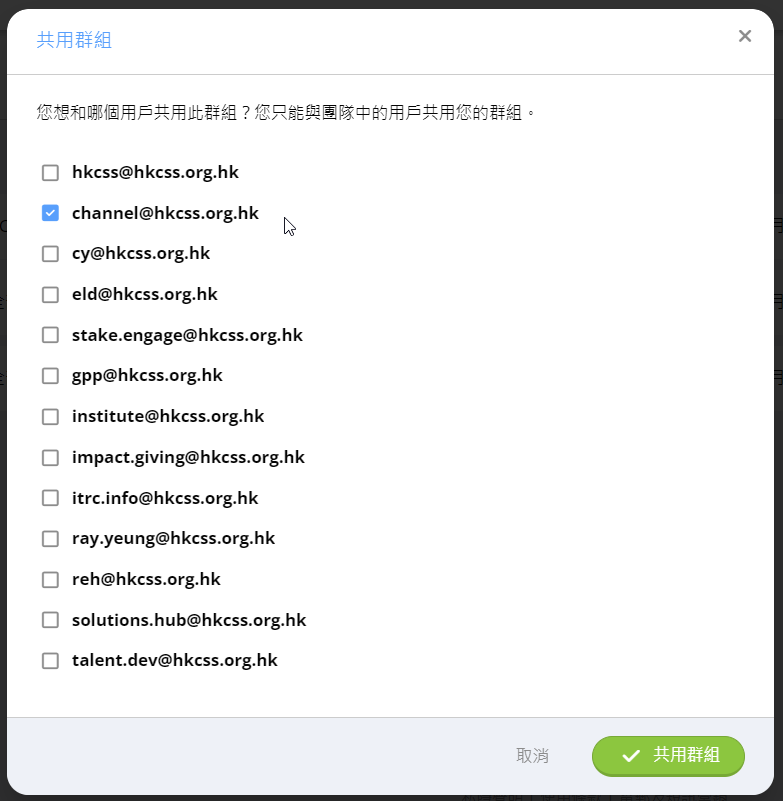 共用群組
您想和哪個用戶共用此群組？您只能與團隊中的用戶共用您的群組。
hkcss@hkcss.org.hk
channel@hkcss.org.hk
cy@hkcss.org.hk
eld@hkcss.org.hk
stake.engage@hkcss.org.hk
gpp@hkcss.org.hk
institute@hkcss.org.hk
impact.giving@hkcss.org.hk
itrc.info@hkcss.org.hk
ray.yeung@hkcss.org.hk
reh@hkcss.org.hk
solutions.hub@hkcss.org.hk
talent.dev@hkcss.org.hk
取消
共用群組